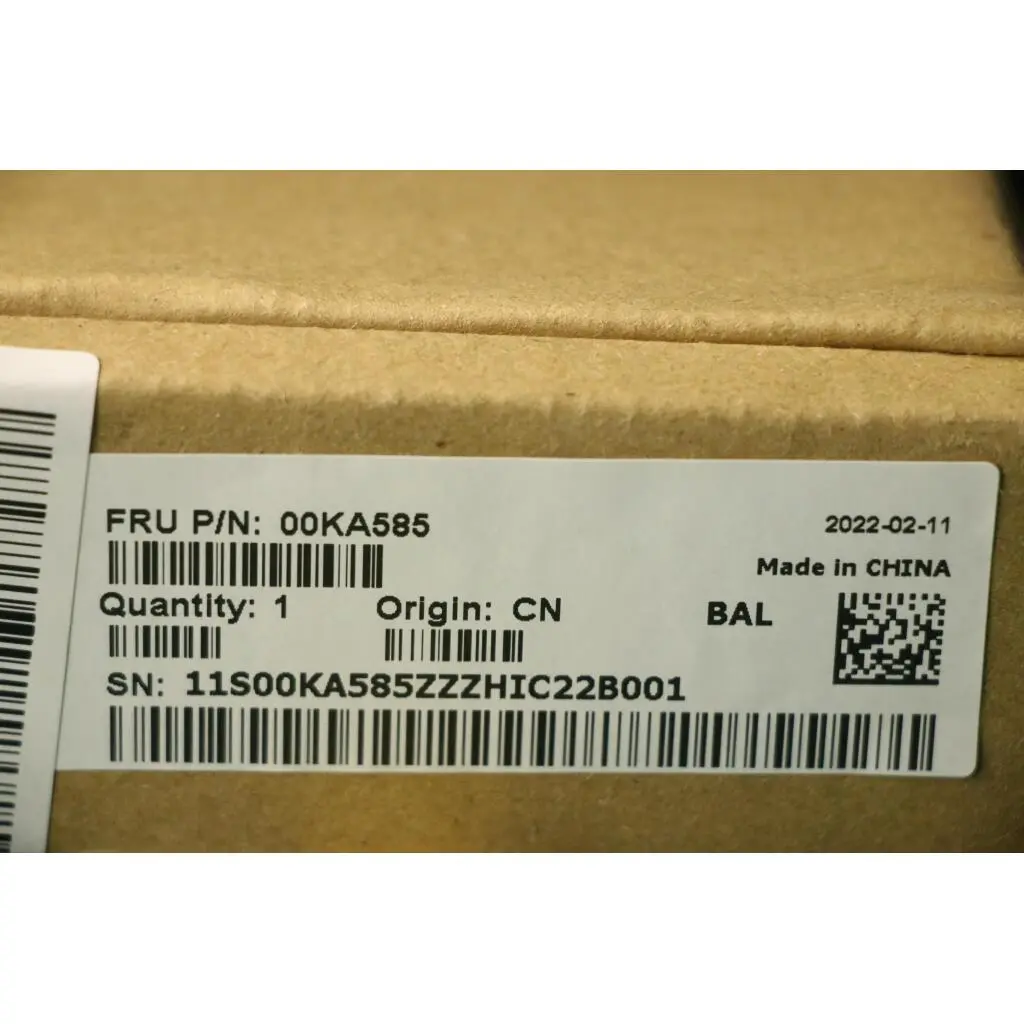 FRU P/N: 00KA585
2022-02-11
Made in CHINA
Quantity: 1
Origin: CN
BAL
SN: 11S00KA585ZZZHIC22B001